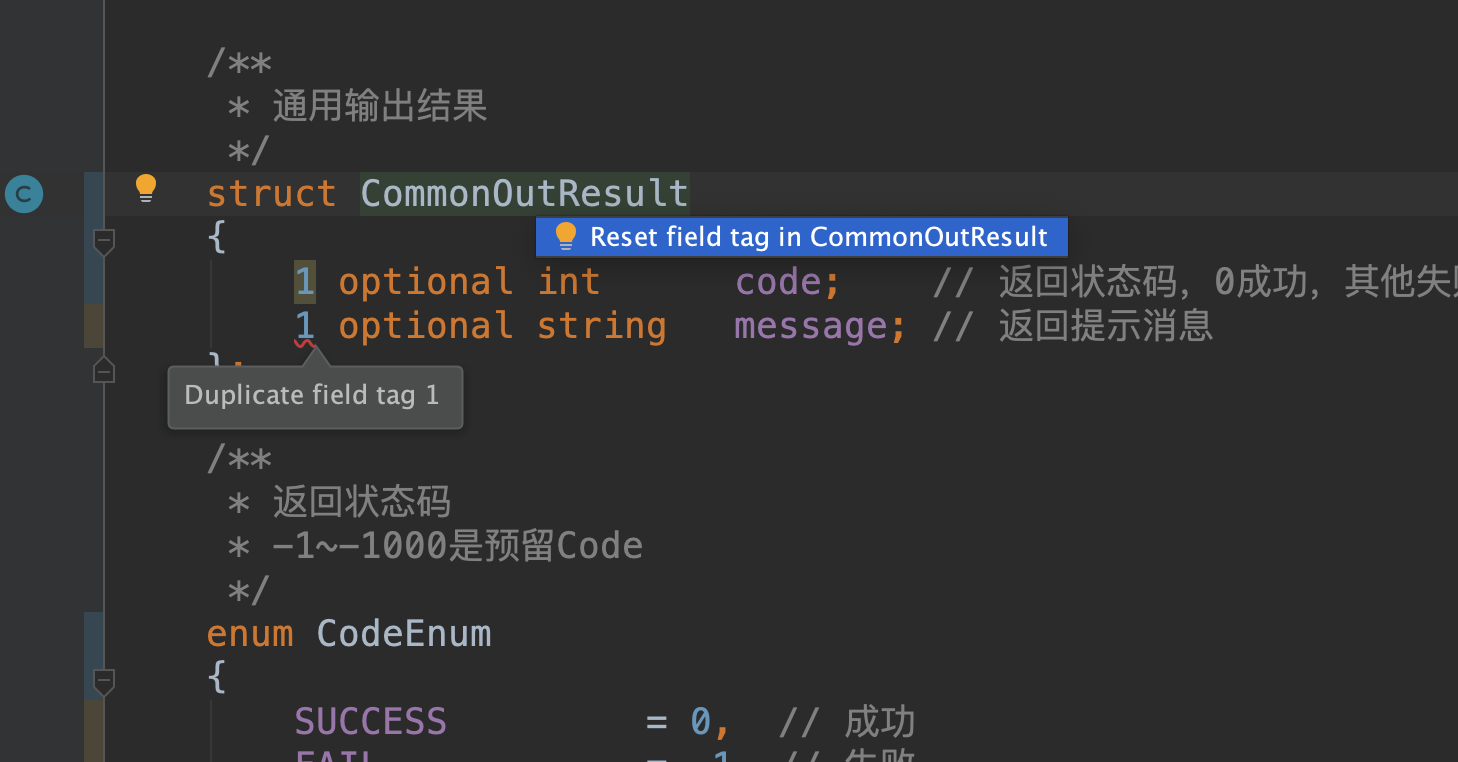 /**
* 通用输出结果
*/
C
struct CommonOutResult
{
Reset field tag in CommonOutResult
1 optional int code; // 返回状态码，0成功，其他失
1 optional string message; // 返回提示消息
};
Duplicate field tag 1
/**
* 返回状态码
* -1~-1000是预留Code
*/
enum CodeEnum
{
SUCCESS = 0, // 成功
FAIL = 1 // 失败